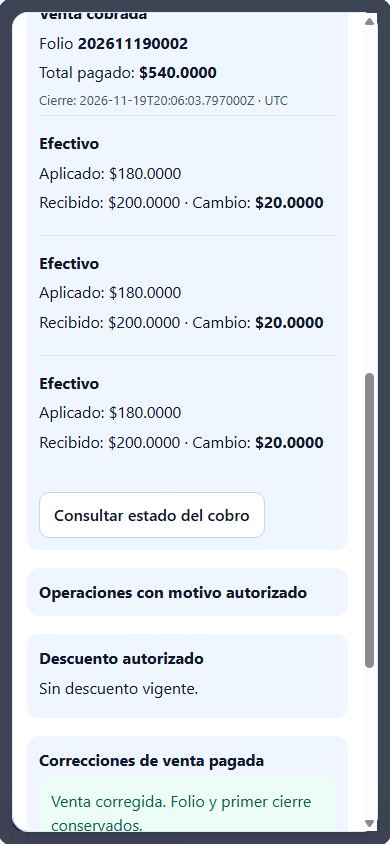 Venta cobrada
Folio 202611190002
Total pagado: $540.0000
Cierre: 2026-11-19T20:06:03.797000Z · UTC
Efectivo
Aplicado: $180.0000
Recibido: $200.0000 · Cambio: $20.0000
Efectivo
Aplicado: $180.0000
Recibido: $200.0000 · Cambio: $20.0000
Efectivo
Aplicado: $180.0000
Recibido: $200.0000 · Cambio: $20.0000
Consultar estado del cobro
Operaciones con motivo autorizado
Descuento autorizado
Sin descuento vigente.
Correcciones de venta pagada
Venta corregida. Folio y primer cierre
conservados.